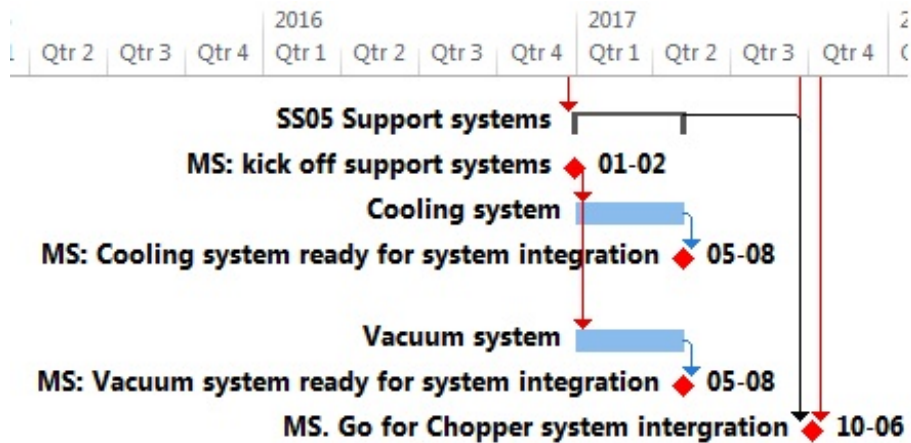 2016
2017
2
Qtr 2
Qtr 3
Qtr 4
Qtr 1
Qtr 2
Qtr 3
Qtr 4
Qtr 1
Qtr 2
Qtr 3
Qtr 4
SS05 Support systems
MS: kick off support systems 01-02
Cooling system
MS: Cooling system ready for system integration 05-08
Vacuum system
MS: Vacuum system ready for system integration 05-08
MS. Go for Chopper system intergration 10-06